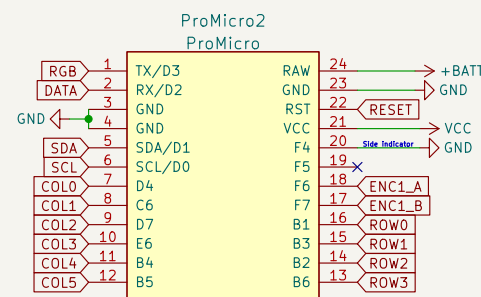 ProMicro2
ProMicro
RGB 1 TX/D3 RAW 24 +BATT
DATA 2 RX/D2 GND 23 GND
3 GND RST 22 RESET
GND 4 GND VCC 21 VCC
SDA 5 SDA/D1 F4 20 Side Indicator GND
SCL 6 SCL/D0 F5 19
COL0 7 D4 F6 18 ENC1_A
COL1 8 C6 F7 17 ENC1_B
COL2 9 D7 B1 16 ROW0
COL3 10 E6 B3 15 ROW1
COL4 11 B4 B2 14 ROW2
COL5 12 B5 B6 13 ROW3